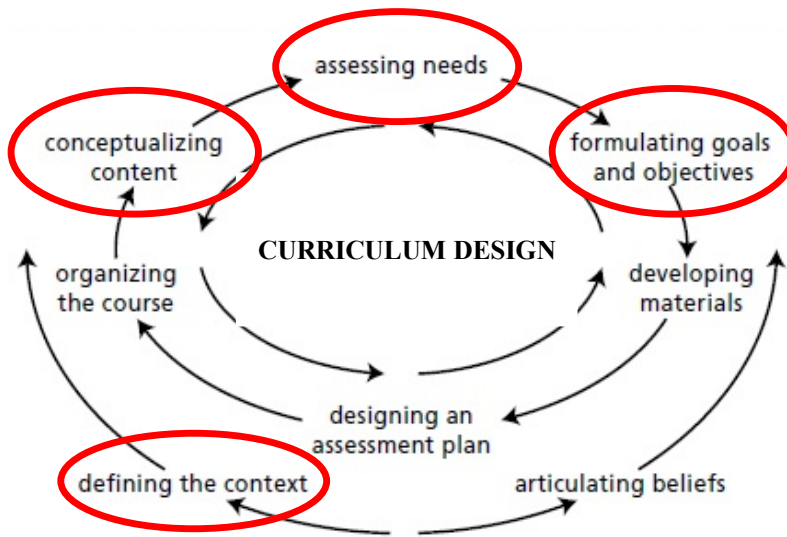 assessing needs
conceptualizing
content
formulating goals
and objectives
CURRICULUM DESIGN
organizing
the course
developing
materials
designing an
assessment plan
defining the context
articulating beliefs